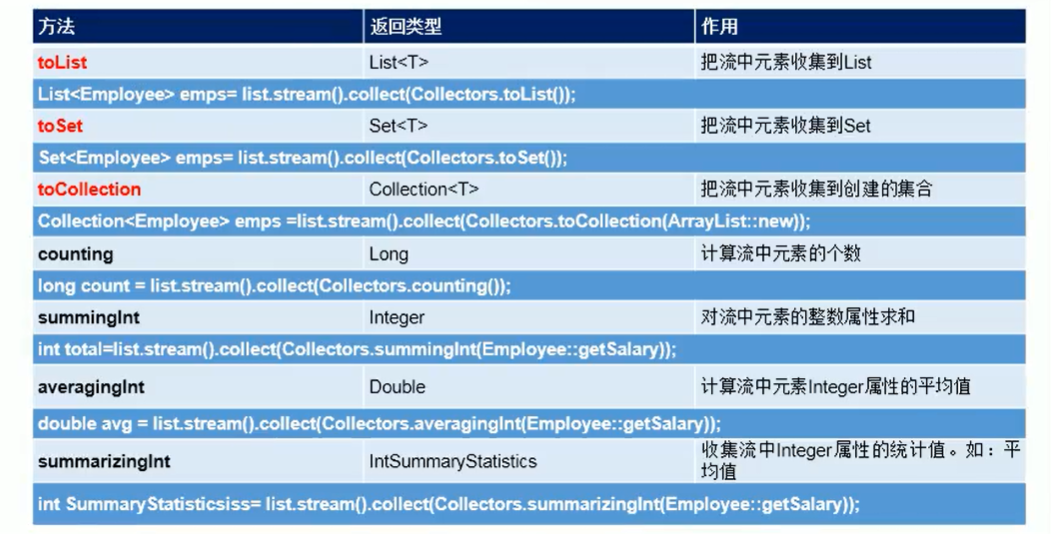 方法 返回类型 作用
toList List<T> 把流中元素收集到List
List<Employee> emps= list.stream().collect(Collectors.toList());
toSet Set<T> 把流中元素收集到Set
Set<Employee> emps= list.stream().collect(Collectors.toSet());
toCollection Collection<T> 把流中元素收集到创建的集合
Collection<Employee> emps =list.stream().collect(Collectors.toCollection(ArrayList::new));
counting Long 计算流中元素的个数
long count = list.stream().collect(Collectors.counting());
summingInt Integer 对流中元素的整数属性求和
int total=list.stream().collect(Collectors.summingInt(Employee::getSalary));
averagingInt Double 计算流中元素Integer属性的平均值
double avg = list.stream().collect(Collectors.averagingInt(Employee::getSalary));
summarizingInt IntSummaryStatistics 收集流中Integer属性的统计值。如：平
均值
int SummaryStatisticsiss= list.stream().collect(Collectors.summarizingInt(Employee::getSalary));